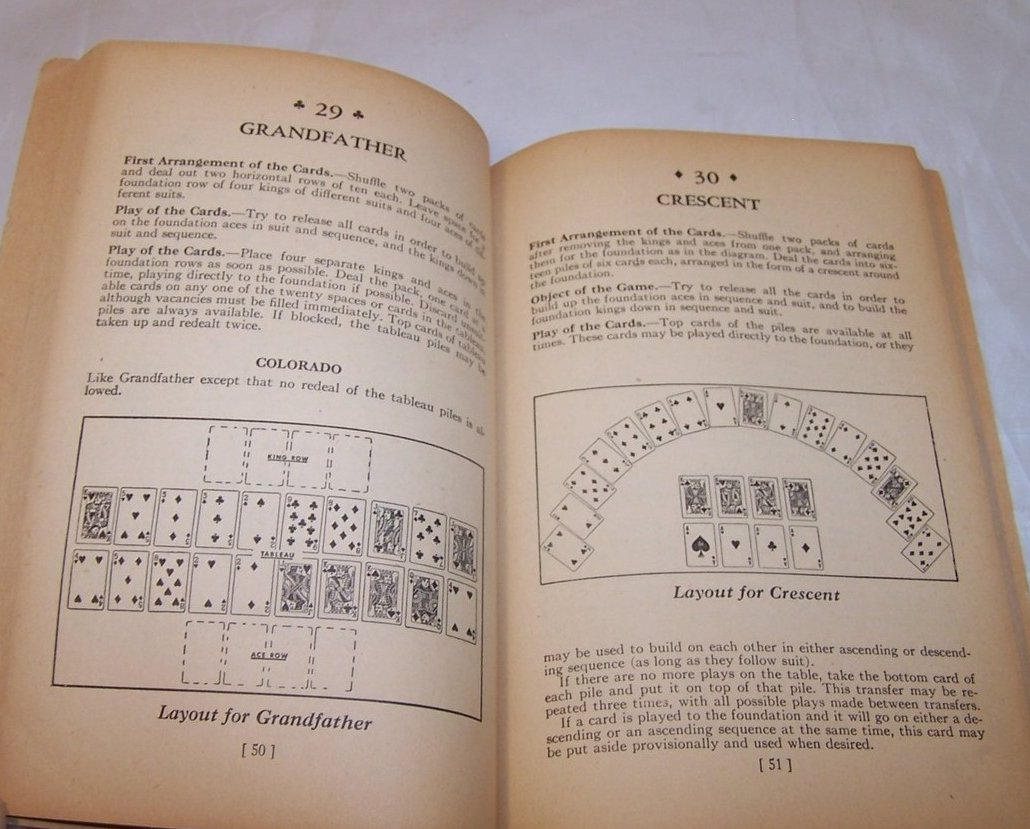 ♣ 29 ♣
GRANDFATHER
First Arrangement of the Cards.—Shuffle two packs of cards
and deal out two horizontal rows of ten each. Leave space for
foundation row of four kings of different suits and four aces of dif-
ferent suits.
Play of the Cards.—Try to release all cards in order to build up
on the foundation aces in suit and sequence, and the kings down in
suit and sequence.
Play of the Cards.—Place four separate kings and aces in the
foundation rows as soon as possible. Deal the pack, one card at a
time, playing directly to the foundation if possible. Discard unsuit-
able cards on any one of the twenty spaces or cards in the tableau,
although vacancies must be filled immediately. Top cards of tableau
piles are always available. If blocked, the tableau piles may be
taken up and redealt twice.
COLORADO
Like Grandfather except that no redeal of the tableau piles is al-
lowed.
KING ROW
TABLEAU
ACE ROW
Layout for Grandfather
[ 50 ]
♦ 30 ♦
CRESCENT
First Arrangement of the Cards.—Shuffle two packs of cards
after removing the kings and aces from one pack, and arranging
them for the foundation as in the diagram. Deal the cards into six-
teen piles of six cards each, arranged in the form of a crescent around
the foundation.
Object of the Game.—Try to release all the cards in order to
build up the foundation aces in sequence and suit, and to build the
foundation kings down in sequence and suit.
Play of the Cards.—Top cards of the piles are available at all
times. These cards may be played directly to the foundation, or they
Layout for Crescent
may be used to build on each other in either ascending or descend-
ing sequence (as long as they follow suit).
If there are no more plays on the table, take the bottom card of
each pile and put it on top of that pile. This transfer may be re-
peated three times, with all possible plays made between transfers.
If a card is played to the foundation and it will go on either a de-
scending or an ascending sequence at the same time, this card may
be put aside provisionally and used when desired.
[ 51 ]